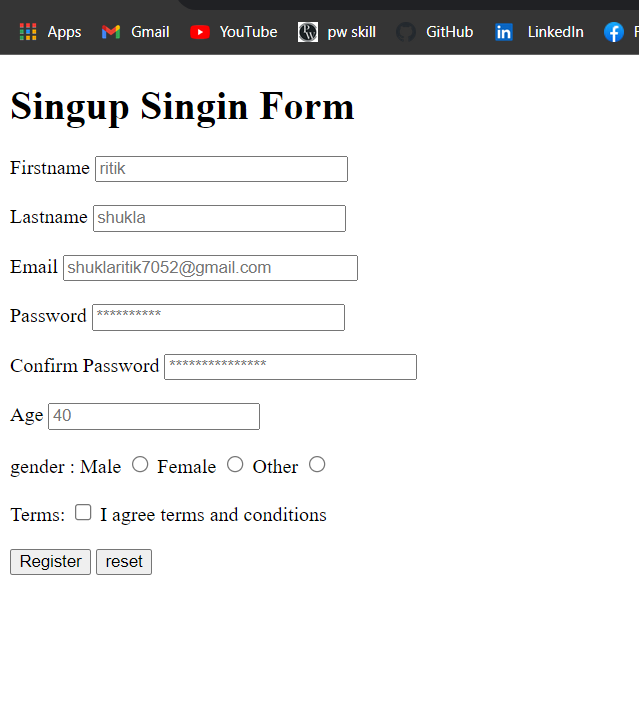 Apps Gmail YouTube pw skill GitHub LinkedIn
Singup Singin Form
Firstname ritik
Lastname shukla
Email shuklaritik7052@gmail.com
Password **********
Confirm Password ***************
Age 40
gender : Male Female Other
Terms: I agree terms and conditions
Register reset